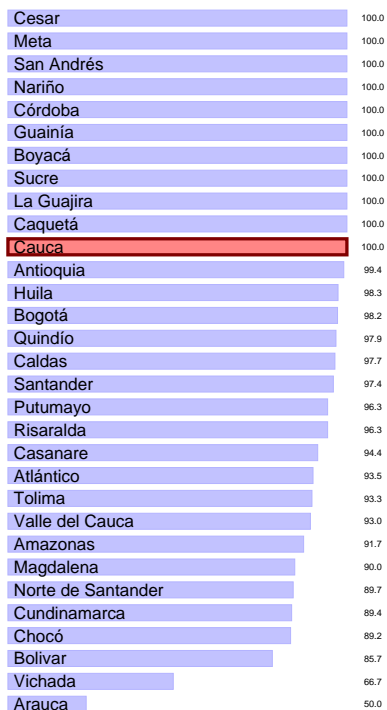 Cesar 100.0
Meta 100.0
San Andrés 100.0
Nariño 100.0
Córdoba 100.0
Guainía 100.0
Boyacá 100.0
Sucre 100.0
La Guajira 100.0
Caquetá 100.0
Cauca 100.0
Antioquia 99.4
Huila 98.3
Bogotá 98.2
Quindío 97.9
Caldas 97.7
Santander 97.4
Putumayo 96.3
Risaralda 96.3
Casanare 94.4
Atlántico 93.5
Tolima 93.3
Valle del Cauca 93.0
Amazonas 91.7
Magdalena 90.0
Norte de Santander 89.7
Cundinamarca 89.4
Chocó 89.2
Bolivar 85.7
Vichada 66.7
Arauca 50.0